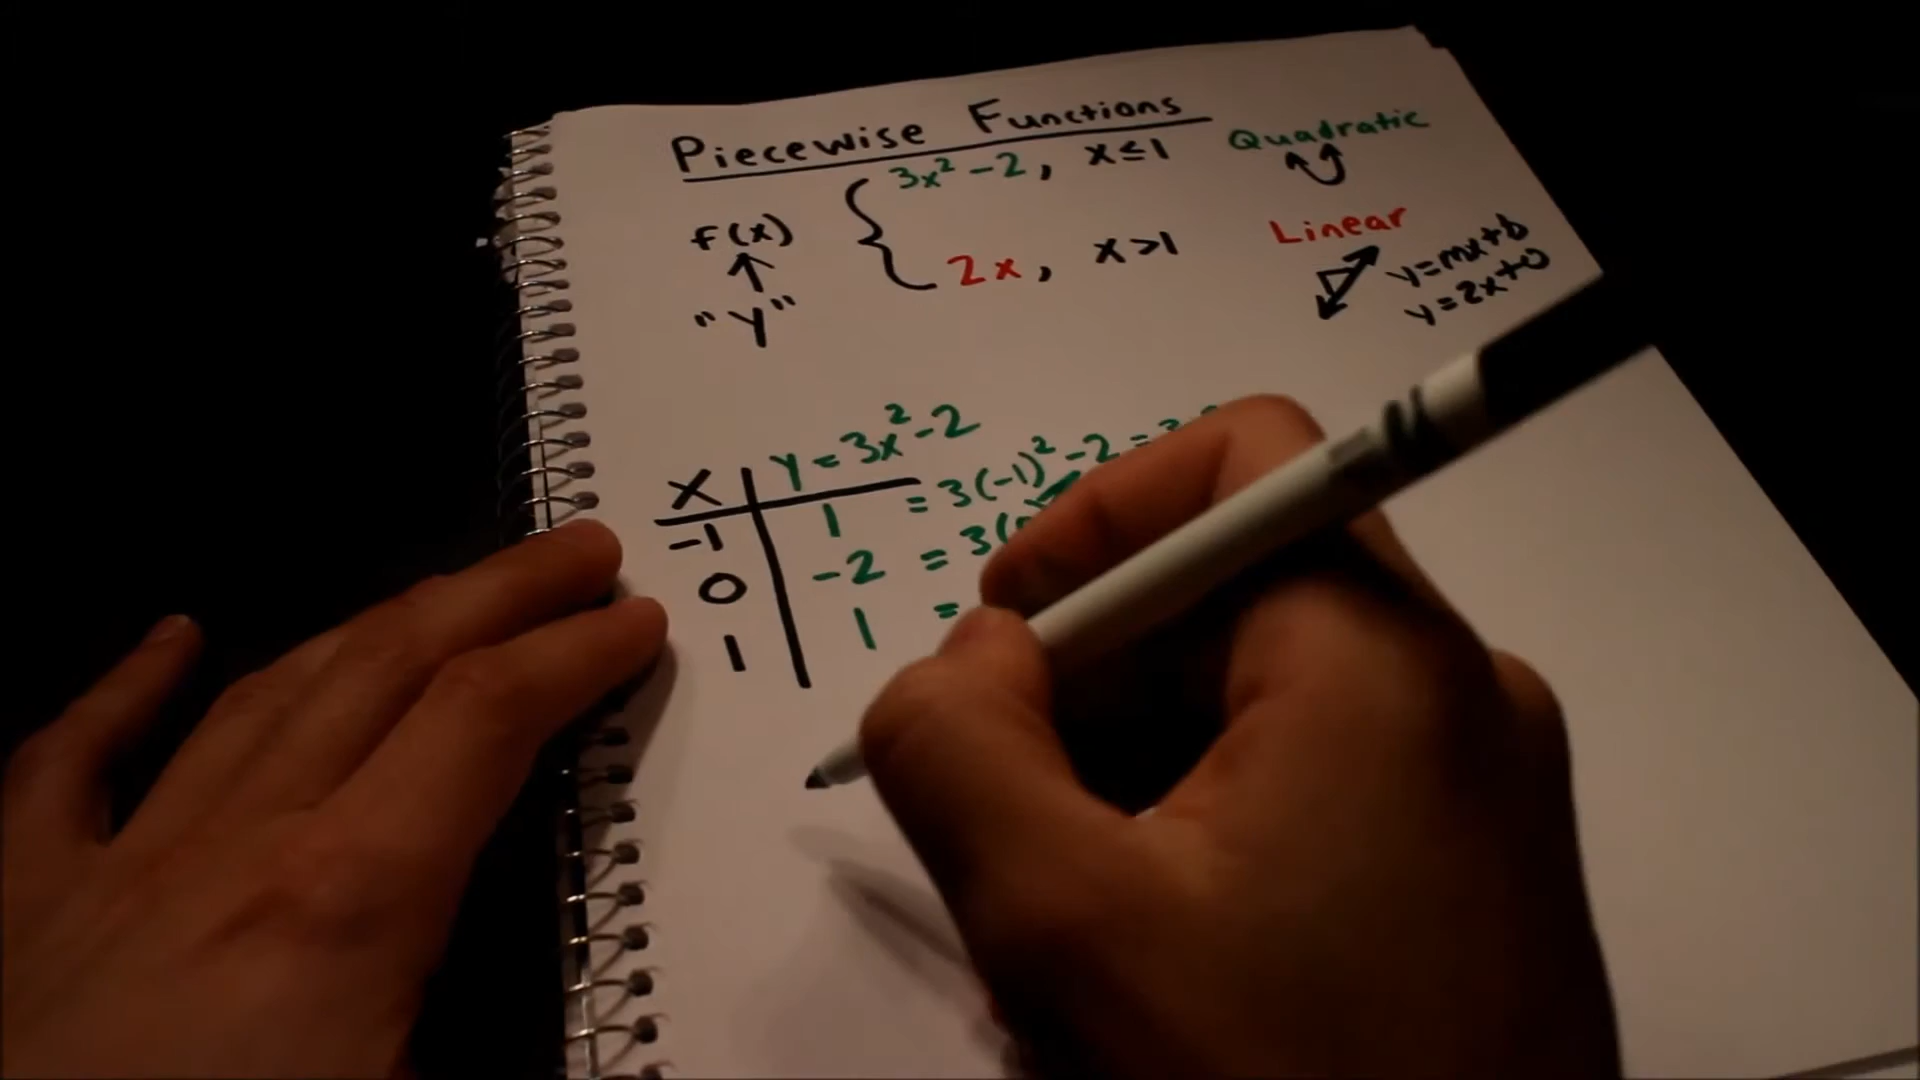 Piecewise Functions
3x² - 2, x ≤ 1
Quadratic
f(x)
2x, x > 1
Linear
y = mx + b
y = 2x + 0
"y"
x
y = 3x² - 2
-1
1
= 3(-1)² - 2 =
0
-2
= 3(
1
1
=